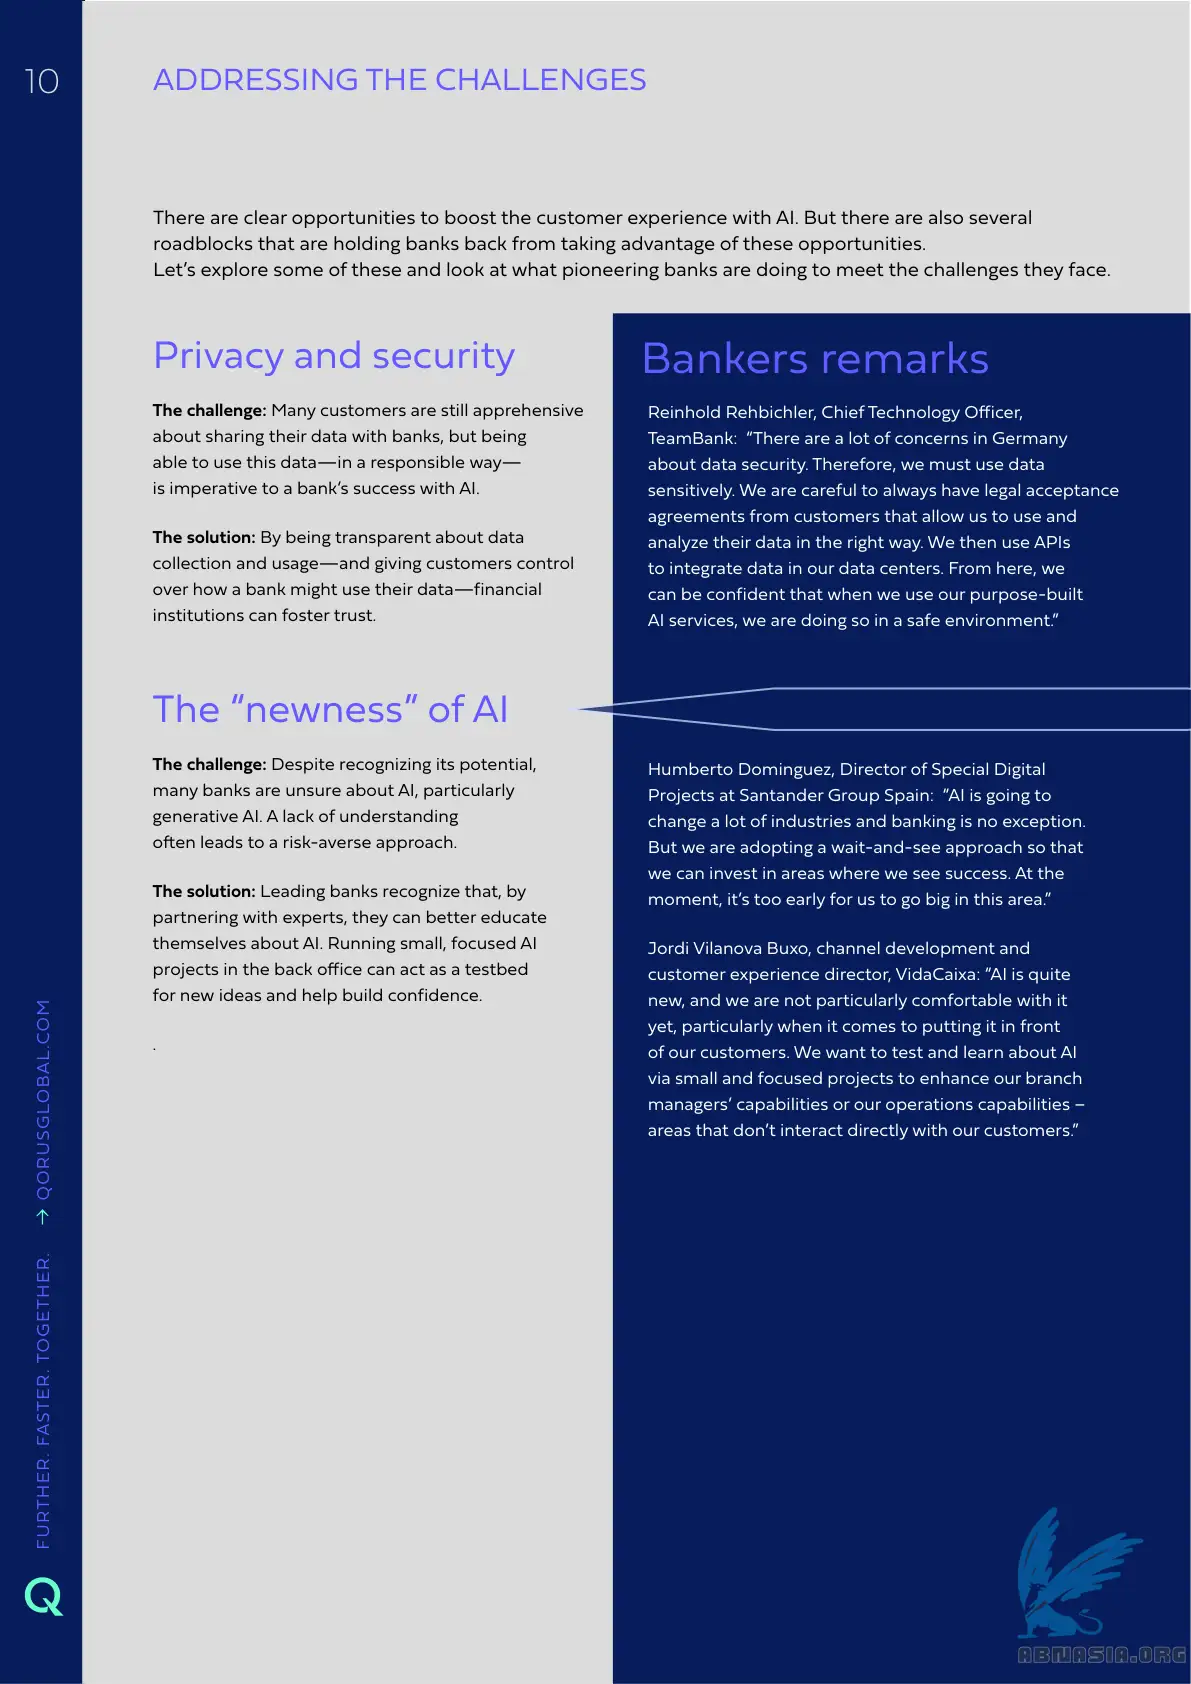 10
ADDRESSING THE CHALLENGES
There are clear opportunities to boost the customer experience with AI. But there are also several
roadblocks that are holding banks back from taking advantage of these opportunities.
Let’s explore some of these and look at what pioneering banks are doing to meet the challenges they face.
Privacy and security
The challenge: Many customers are still apprehensive
about sharing their data with banks, but being
able to use this data—in a responsible way—
is imperative to a bank’s success with AI.
The solution: By being transparent about data
collection and usage—and giving customers control
over how a bank might use their data—financial
institutions can foster trust.
The “newness” of AI
The challenge: Despite recognizing its potential,
many banks are unsure about AI, particularly
generative AI. A lack of understanding
often leads to a risk-averse approach.
The solution: Leading banks recognize that, by
partnering with experts, they can better educate
themselves about AI. Running small, focused AI
projects in the back office can act as a testbed
for new ideas and help build confidence.
.
Bankers remarks
Reinhold Rehbichler, Chief Technology Officer,
TeamBank: “There are a lot of concerns in Germany
about data security. Therefore, we must use data
sensitively. We are careful to always have legal acceptance
agreements from customers that allow us to use and
analyze their data in the right way. We then use APIs
to integrate data in our data centers. From here, we
can be confident that when we use our purpose-built
AI services, we are doing so in a safe environment.”
Humberto Dominguez, Director of Special Digital
Projects at Santander Group Spain: “AI is going to
change a lot of industries and banking is no exception.
But we are adopting a wait-and-see approach so that
we can invest in areas where we see success. At the
moment, it’s too early for us to go big in this area.”
Jordi Vilanova Buxo, channel development and
customer experience director, VidaCaixa: “AI is quite
new, and we are not particularly comfortable with it
yet, particularly when it comes to putting it in front
of our customers. We want to test and learn about AI
via small and focused projects to enhance our branch
managers’ capabilities or our operations capabilities –
areas that don’t interact directly with our customers.”
FURTHER. FASTER. TOGETHER. → QORUSGLOBAL.COM
Q
ABNASIA.ORG